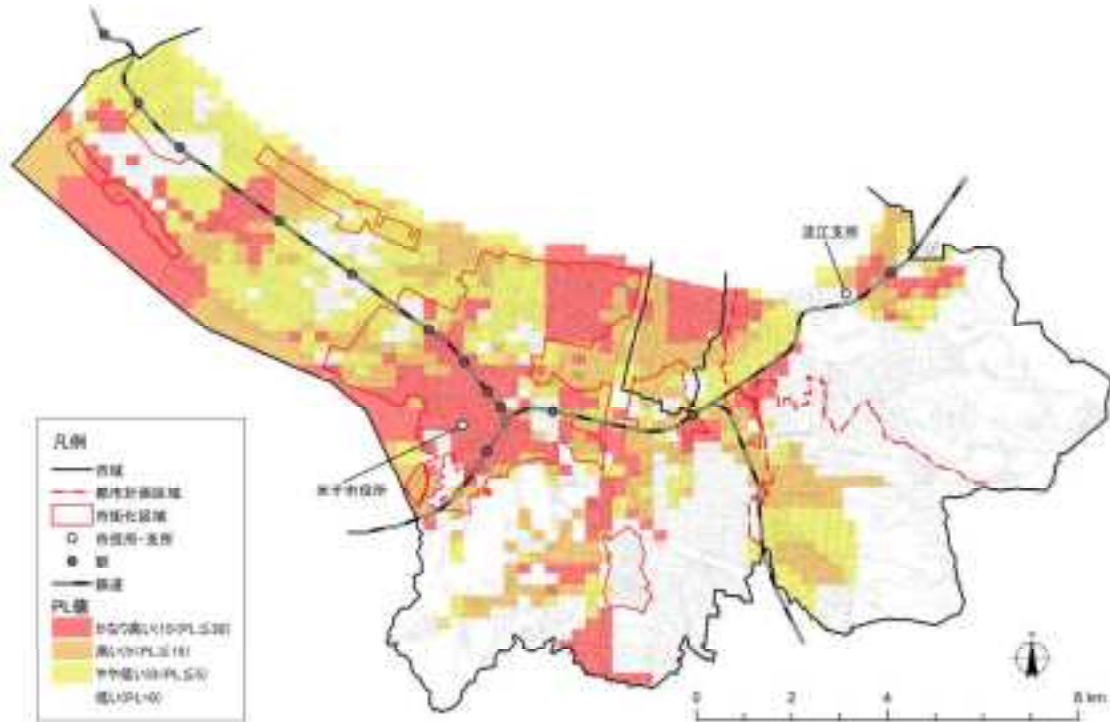 淀江支所
米子市役所
凡例
市域
都市計画区域
市街化区域
市役所・支所
駅
鉄道
PL値
かなり高い(15<PL≦30)
高い(5<PL≦15)
やや低い(0<PL≦5)
低い(PL=0)
0 2 4 8 km